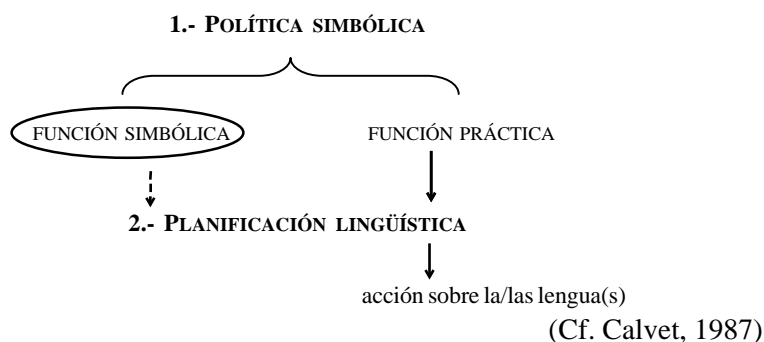 1.- POLÍTICA SIMBÓLICA
FUNCIÓN SIMBÓLICA FUNCIÓN PRÁCTICA
2.- PLANIFICACIÓN LINGÜÍSTICA
acción sobre la/las lengua(s)
(Cf. Calvet, 1987)